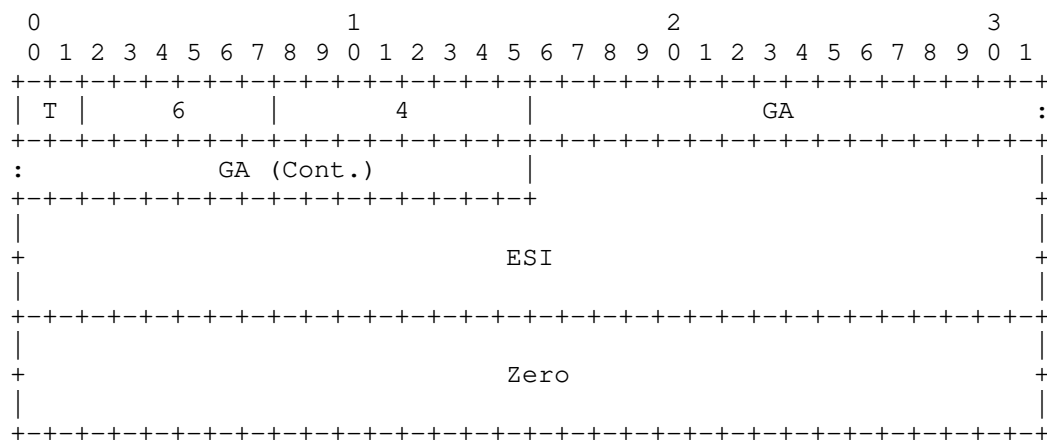 0                   1                   2                   3
 0 1 2 3 4 5 6 7 8 9 0 1 2 3 4 5 6 7 8 9 0 1 2 3 4 5 6 7 8 9 0 1
+-+-+-+-+-+-+-+-+-+-+-+-+-+-+-+-+-+-+-+-+-+-+-+-+-+-+-+-+-+-+-+-+
| T |     6     |       4       |              GA               :
+-+-+-+-+-+-+-+-+-+-+-+-+-+-+-+-+-+-+-+-+-+-+-+-+-+-+-+-+-+-+-+-+
:            GA (Cont.)         |                               |
+-+-+-+-+-+-+-+-+-+-+-+-+-+-+-+-+                               +
|                                                               |
+                              ESI                              +
|                                                               |
+-+-+-+-+-+-+-+-+-+-+-+-+-+-+-+-+-+-+-+-+-+-+-+-+-+-+-+-+-+-+-+-+
|                                                               |
+                              Zero                             +
|                                                               |
+-+-+-+-+-+-+-+-+-+-+-+-+-+-+-+-+-+-+-+-+-+-+-+-+-+-+-+-+-+-+-+-+